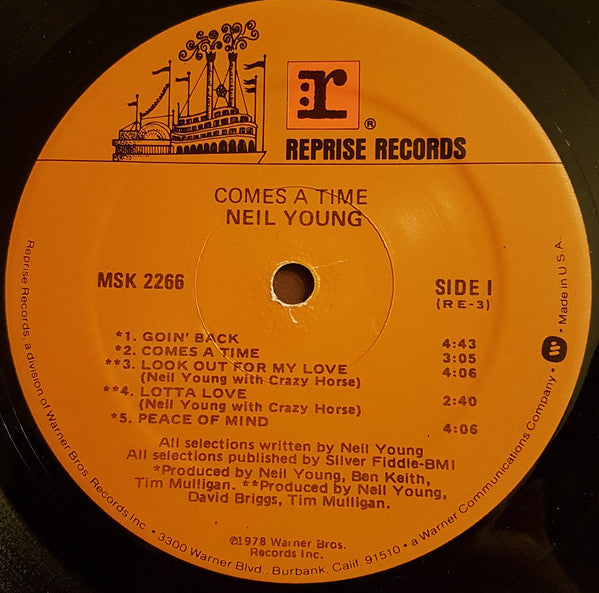 r ®
REPRISE RECORDS
COMES A TIME
NEIL YOUNG
MSK 2266
SIDE 1
(RE-3)
*1. GOIN' BACK 4:43
*2. COMES A TIME 3:05
**3. LOOK OUT FOR MY LOVE 4:06
(Neil Young with Crazy Horse)
**4. LOTTA LOVE 2:40
(Neil Young with Crazy Horse)
*5. PEACE OF MIND 4:06
All selections written by Neil Young
All selections published by Silver Fiddle-BMI
*Produced by Neil Young, Ben Keith,
Tim Mulligan. **Produced by Neil Young,
David Briggs, Tim Mulligan.
℗1978 Warner Bros.
Records Inc.
Reprise Records, a division of Warner Bros. Records Inc. • 3300 Warner Blvd., Burbank, Calif. 91510 • a Warner Communications Company. • W • Made in U.S.A.